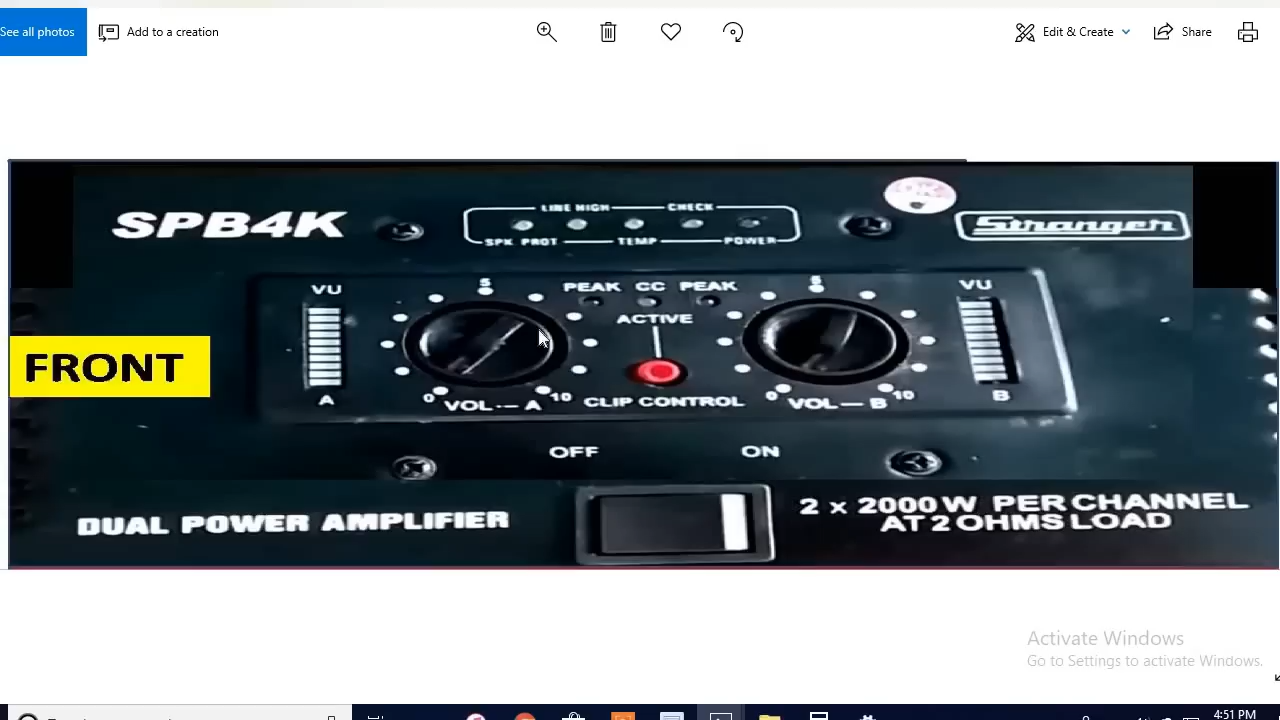 See all photos
Add to a creation
Edit & Create
Share
SPB4K
LINE HIGH
CHECK
SPK PROT
TEMP
POWER
Stranger
VU
5
PEAK CC PEAK
5
VU
ACTIVE
FRONT
A
0 VOL - A 10
CLIP CONTROL
0 VOL - B 10
B
OFF
ON
DUAL POWER AMPLIFIER
2 x 2000 W PER CHANNEL
AT 2 OHMS LOAD
Activate Windows
Go to Settings to activate Windows.
4:51 PM